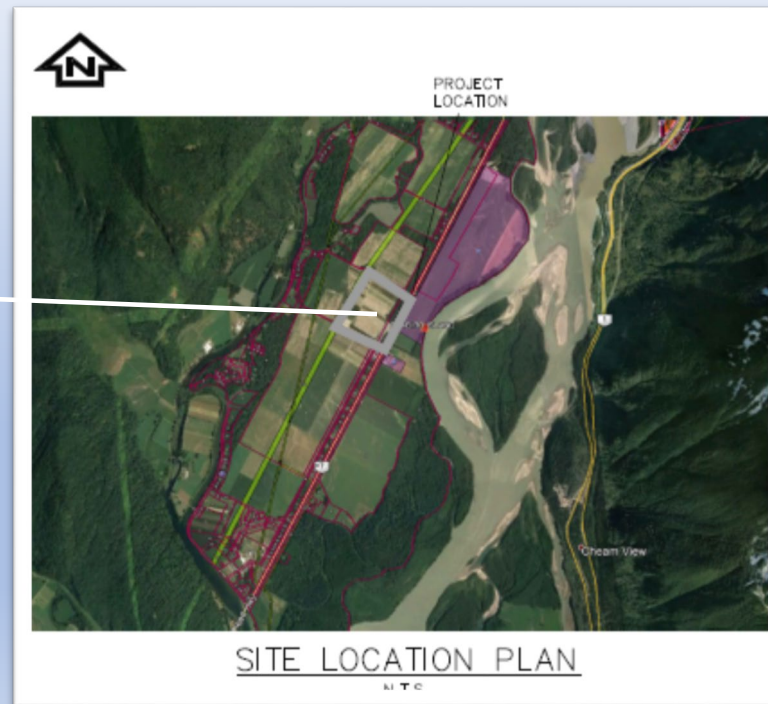 N
PROJECT
LOCATION
1
Cheam View
SITE LOCATION PLAN
N.T.S